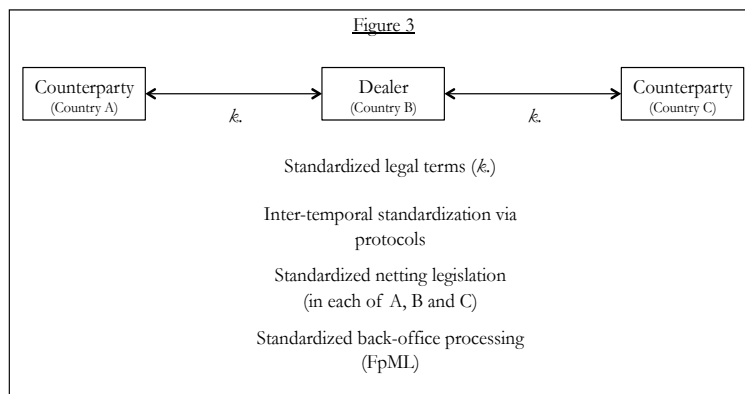 Figure 3
Counterparty Dealer Counterparty
(Country A) (Country B) (Country C)
k. k.
Standardized legal terms (k.)
Inter-temporal standardization via
protocols
Standardized netting legislation
(in each of A, B and C)
Standardized back-office processing
(FpML)